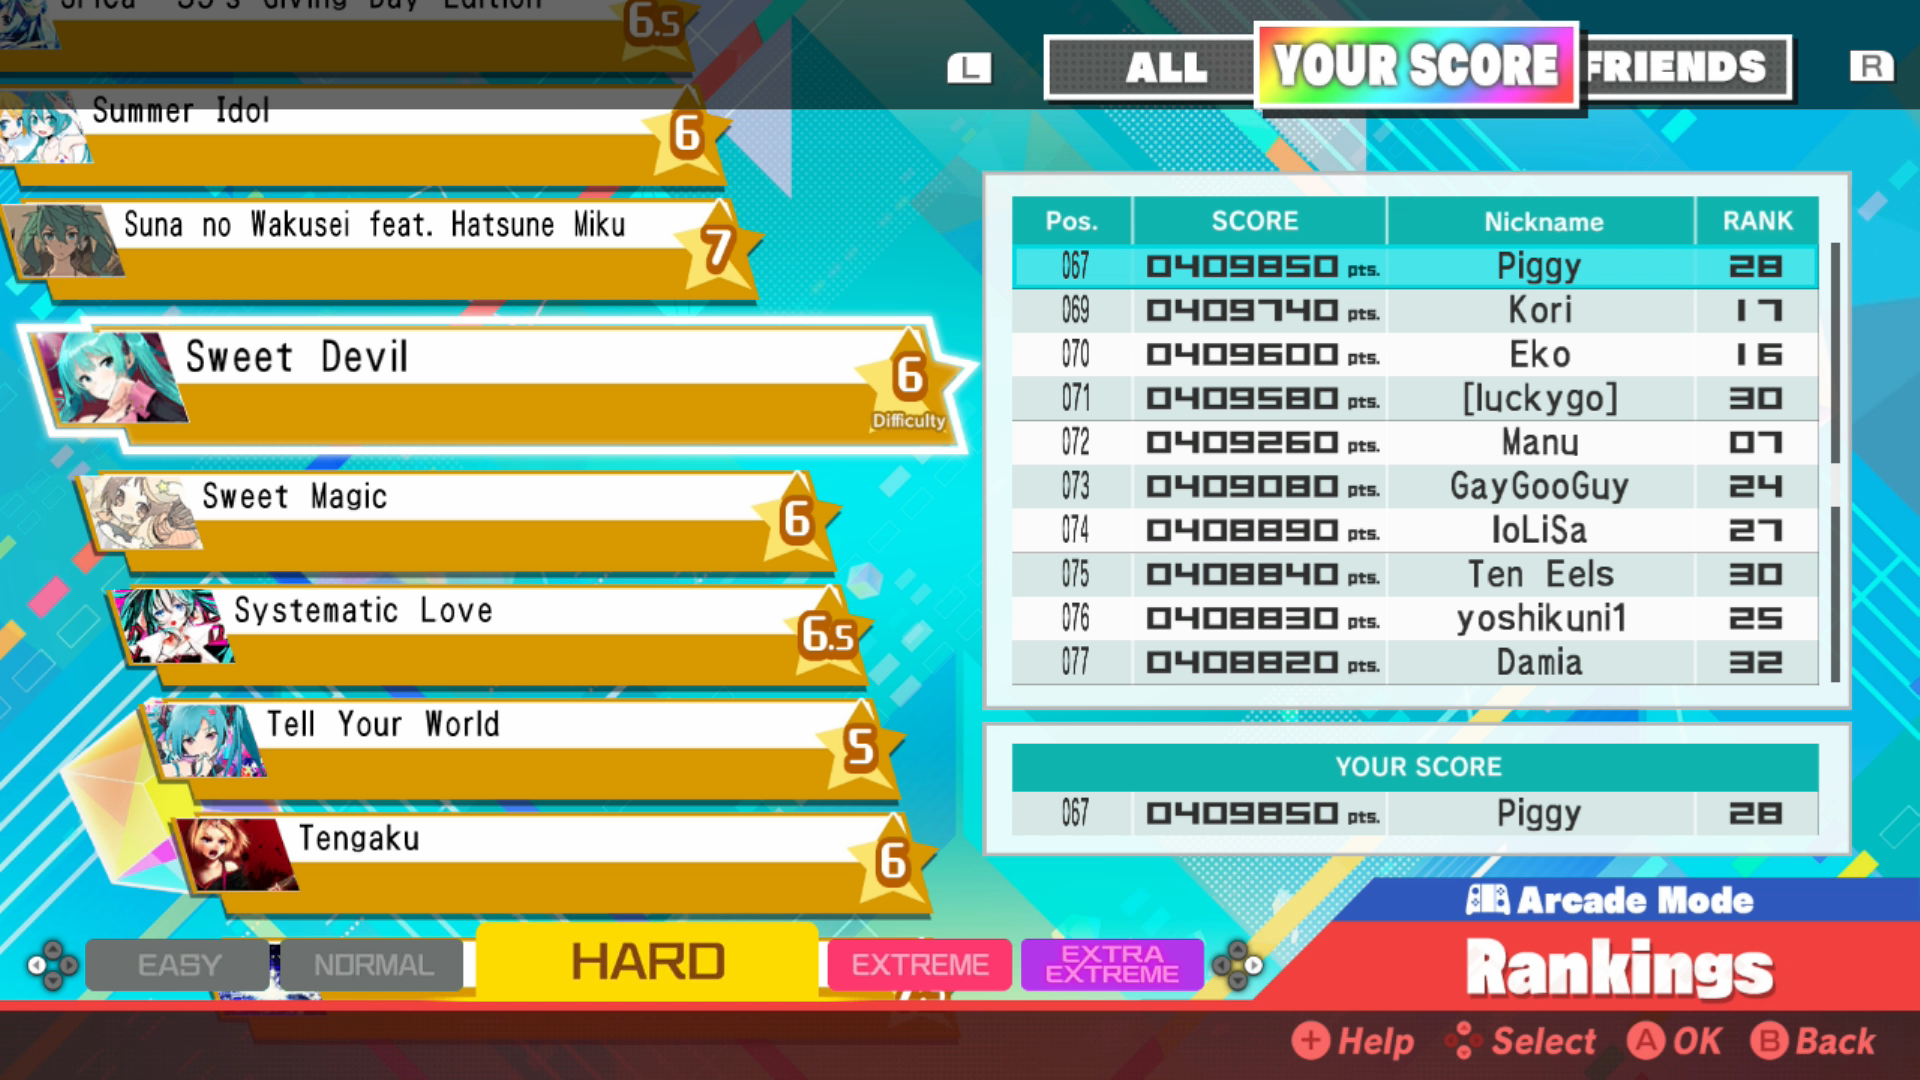 39's Giving Day Edition
6.5
L
ALL
YOUR SCORE
FRIENDS
R
Summer Idol
6
Suna no Wakusei feat. Hatsune Miku
7
Sweet Devil
6
Difficulty
Sweet Magic
6
Systematic Love
6.5
Tell Your World
5
Tengaku
6
Pos. SCORE Nickname RANK
067 0409850 pts. Piggy 28
069 0409740 pts. Kori 17
070 0409600 pts. Eko 16
071 0409580 pts. [luckygo] 30
072 0409260 pts. Manu 07
073 0409080 pts. GayGooGuy 24
074 0408890 pts. loLiSa 27
075 0408840 pts. Ten Eels 30
076 0408830 pts. yoshikuni1 25
077 0408820 pts. Damia 32
YOUR SCORE
067 0409850 pts. Piggy 28
Arcade Mode
Rankings
EASY
NORMAL
HARD
EXTREME
EXTRA
EXTREME
+ Help
Select
A OK
B Back